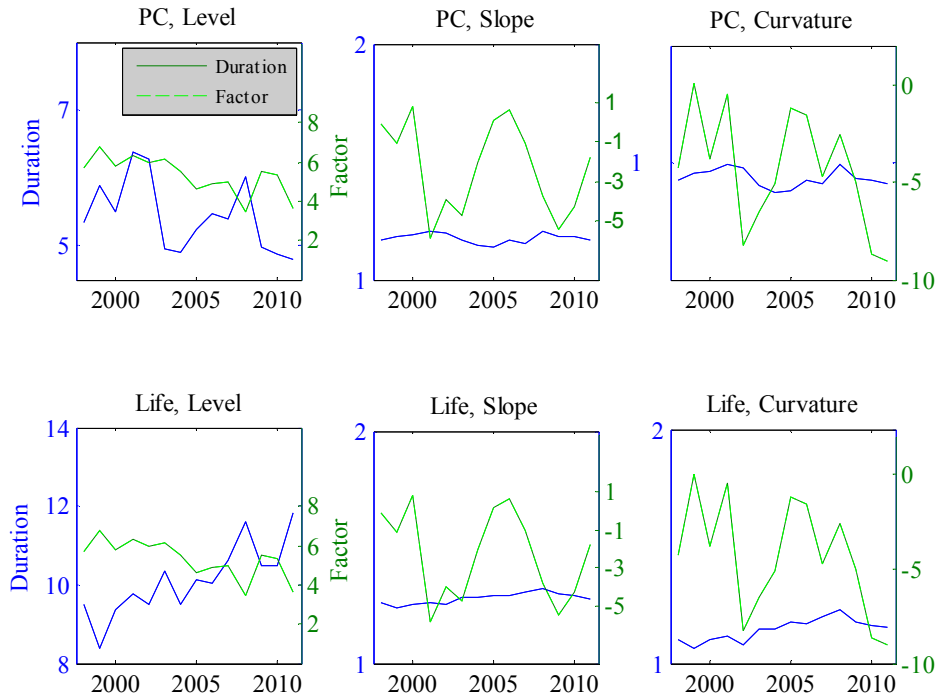 PC, Level
Duration
Factor
7
5
Duration
8
6
4
2
Factor
2000 2005 2010
PC, Slope
2
1
1
-1
-3
-5
2000 2005 2010
PC, Curvature
1
0
-5
-10
2000 2005 2010
Life, Level
14
12
10
8
Duration
8
6
4
2
Factor
2000 2005 2010
Life, Slope
2
1
1
-1
-3
-5
2000 2005 2010
Life, Curvature
2
1
0
-5
-10
2000 2005 2010